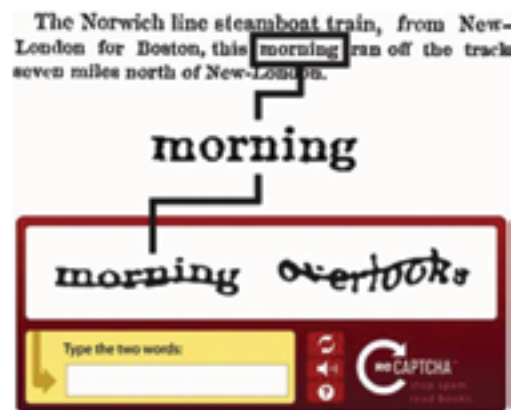 The Norwich line steamboat train, from New-
London for Boston, this morning ran off the track
seven miles north of New-London.
morning
morning overlooks
Type the two words:
reCAPTCHA™
stop spam.
read books.